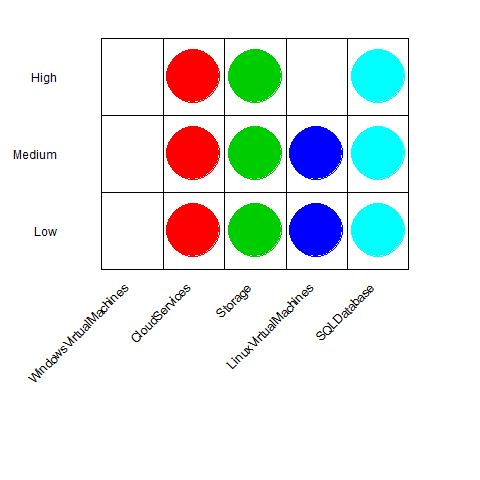 High
Medium
Low
WindowsVirtualMachines
CloudServices
Storage
LinuxVirtualMachines
SQLDatabase